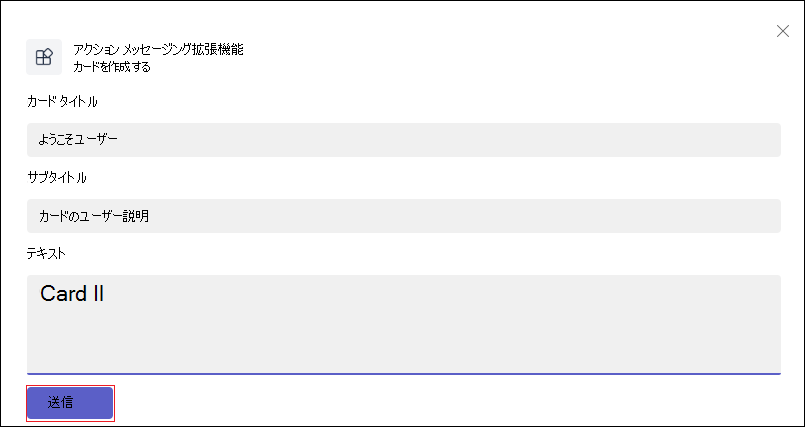 アクション メッセージング拡張機能
カードを作成する
カード タイトル
ようこそユーザー
サブタイトル
カードのユーザー説明
テキスト
Card II
送信